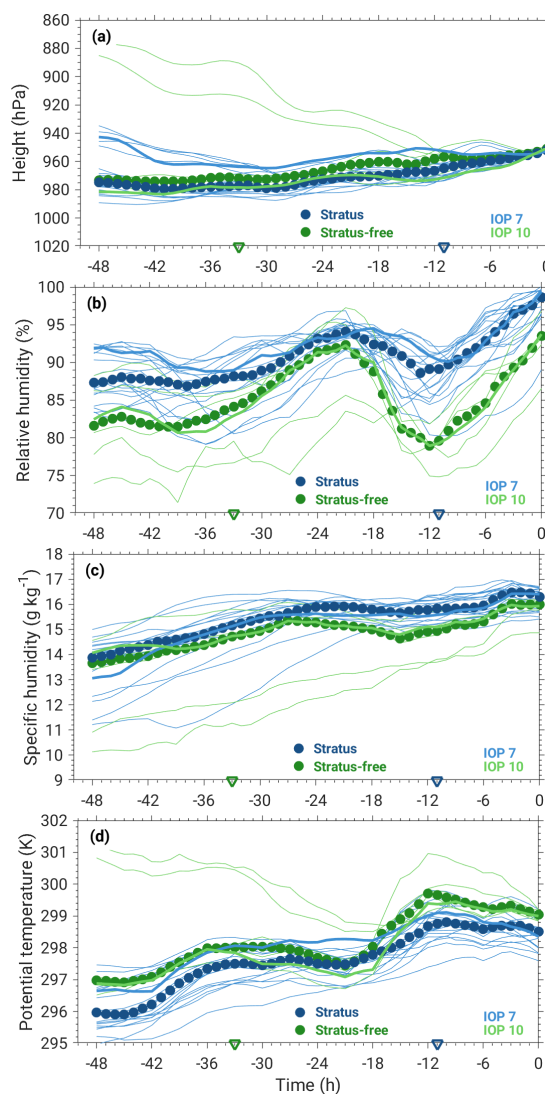 860
880
900
920
940
960
980
1000
1020
Height (hPa)
(a)
Stratus
Stratus-free
IOP 7
IOP 10
-48 -42 -36 -30 -24 -18 -12 -6 0
100
95
90
85
80
75
70
Relative humidity (%)
(b)
Stratus
Stratus-free
IOP 7
IOP 10
-48 -42 -36 -30 -24 -18 -12 -6 0
18
17
16
15
14
13
12
11
10
9
Specific humidity (g kg⁻¹)
(c)
Stratus
Stratus-free
IOP 7
IOP 10
-48 -42 -36 -30 -24 -18 -12 -6 0
302
301
300
299
298
297
296
295
Potential temperature (K)
(d)
Stratus
Stratus-free
IOP 7
IOP 10
-48 -42 -36 -30 -24 -18 -12 -6 0
Time (h)